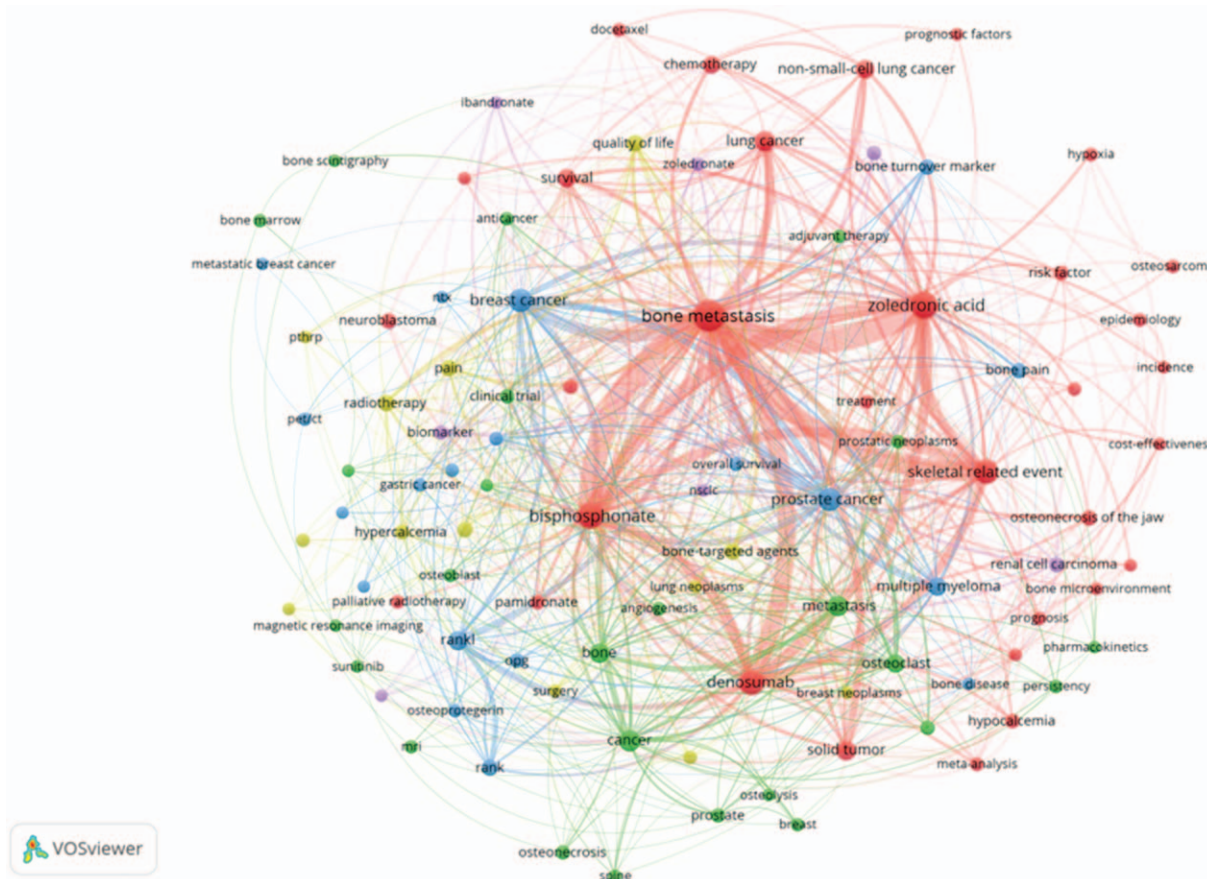 docetaxel
prognostic factors
chemotherapy
non-small-cell lung cancer
ibandronate
quality of life
lung cancer
bone scintigraphy
zoledronate
bone turnover marker
hypoxia
survival
bone marrow
anticancer
adjuvant therapy
metastatic breast cancer
risk factor
osteosarcom
ntx
breast cancer
bone metastasis
zoledronic acid
neuroblastoma
epidemiology
pthrp
pain
bone pain
incidence
radiotherapy
clinical trial
treatment
pet/ct
biomarker
prostatic neoplasms
cost-effectivenes
overall survival
skeletal related event
gastric cancer
nsclc
prostate cancer
bisphosphonate
osteonecrosis of the jaw
hypercalcemia
bone-targeted agents
renal cell carcinoma
osteoblast
lung neoplasms
multiple myeloma
bone microenvironment
palliative radiotherapy
pamidronate
angiogenesis
metastasis
prognosis
magnetic resonance imaging
rankl
bone
pharmacokinetics
sunitinib
opg
osteoclast
surgery
denosumab
breast neoplasms
bone disease
persistency
osteoprotegerin
hypocalcemia
mri
cancer
solid tumor
rank
meta-analysis
osteolysis
prostate
breast
osteonecrosis
spine
VOSviewer